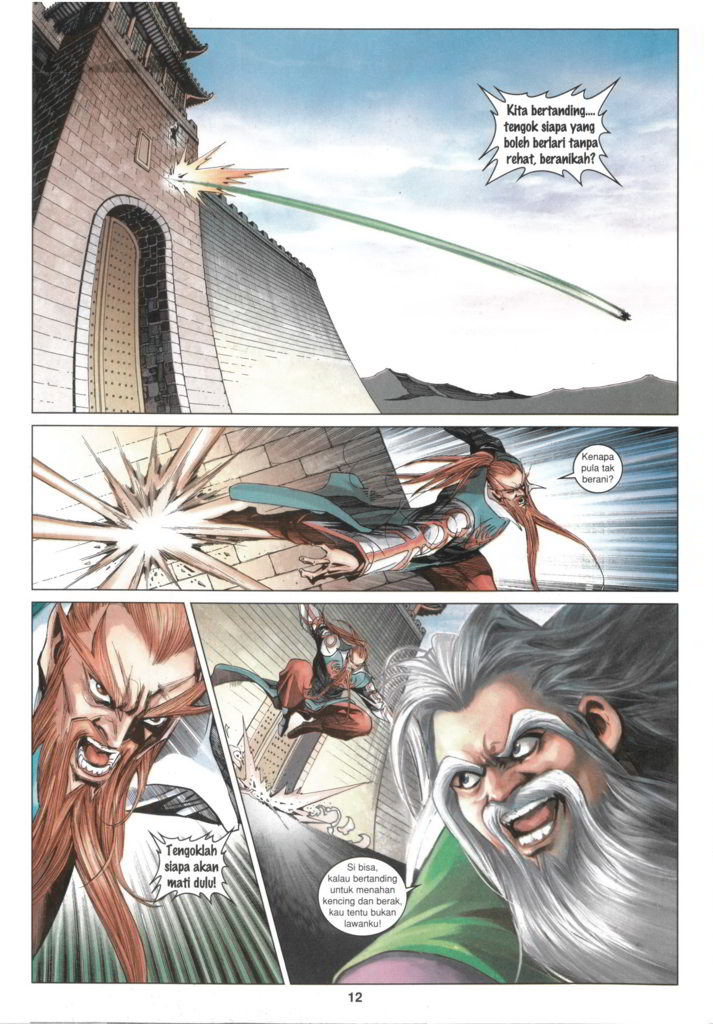 Kita bertanding....
tengok siapa yang
boleh berlari tanpa
rehat, beranikah?
Kenapa
pula tak
berani?
Tengoklah
siapa akan
mati dulu!
Si bisa,
kalau bertanding
untuk menahan
kencing dan berak,
kau tentu bukan
lawanku!
12